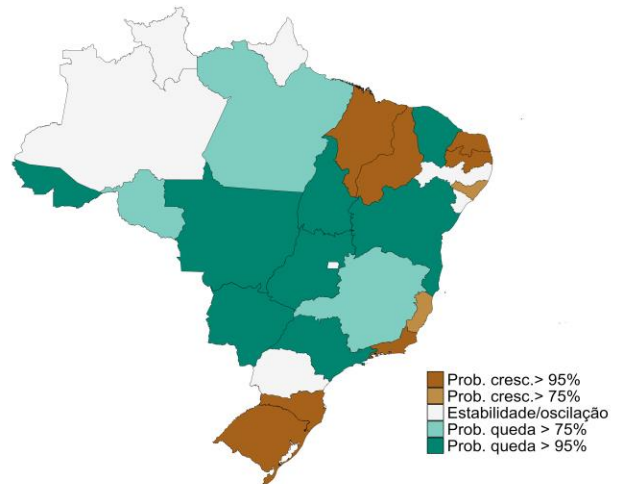 Prob. cresc.> 95%
Prob. cresc.> 75%
Estabilidade/oscilação
Prob. queda > 75%
Prob. queda > 95%